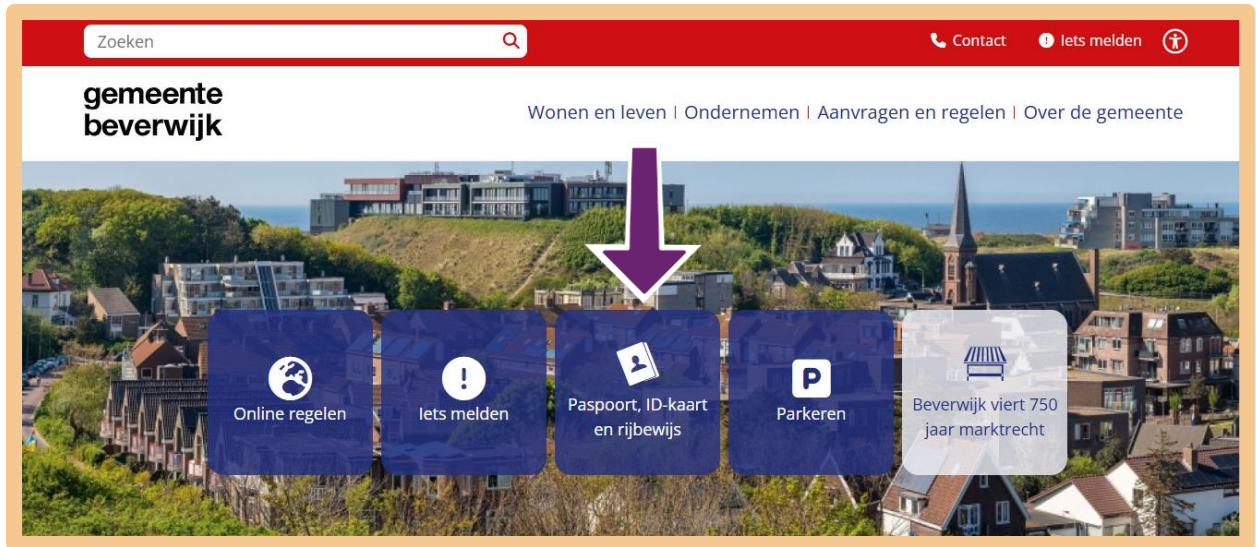 Zoeken
Contact
Iets melden
gemeente
beverwijk
Wonen en leven | Ondernemen | Aanvragen en regelen | Over de gemeente
Online regelen
Iets melden
Paspoort, ID-kaart
en rijbewijs
P
Parkeren
Beverwijk viert 750
jaar marktrecht